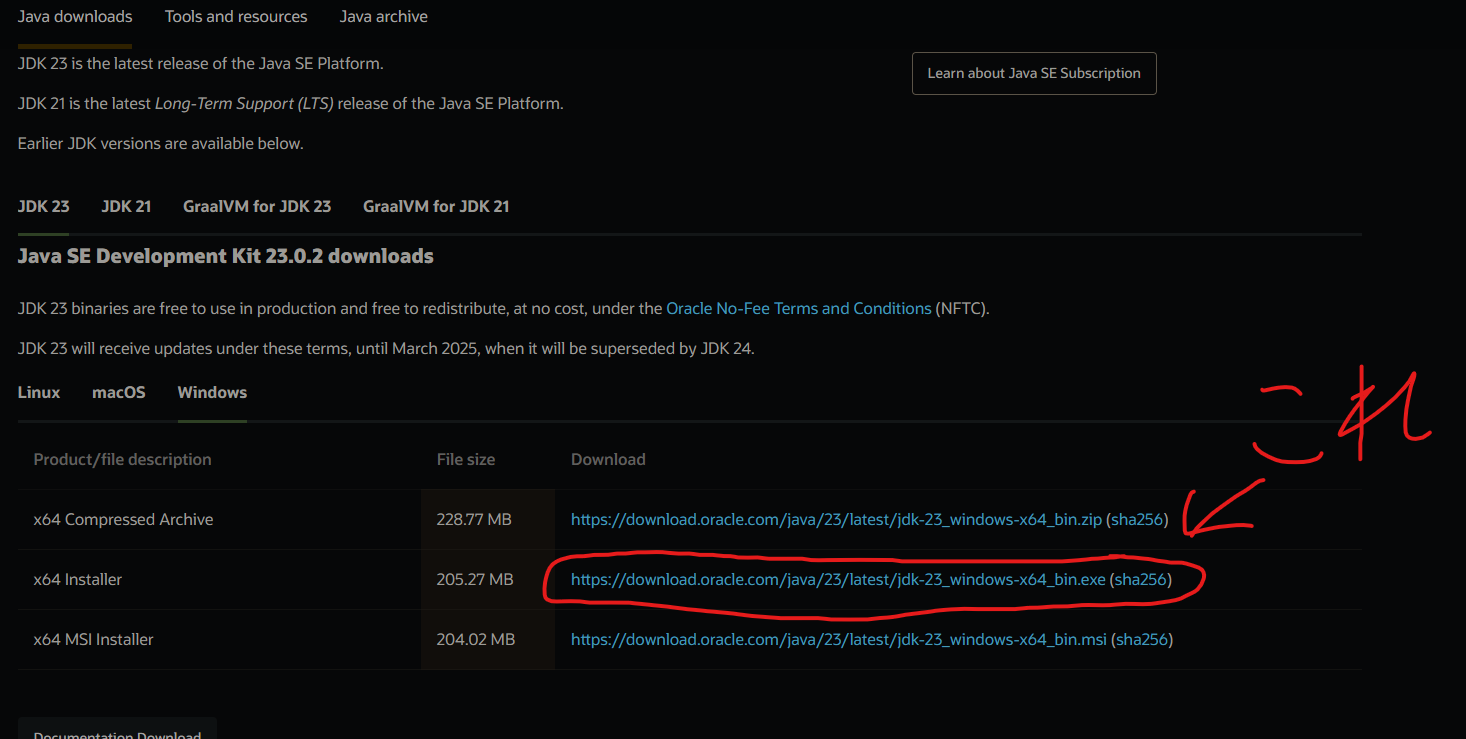 Java downloads Tools and resources Java archive
JDK 23 is the latest release of the Java SE Platform.
Learn about Java SE Subscription
JDK 21 is the latest Long-Term Support (LTS) release of the Java SE Platform.
Earlier JDK versions are available below.
JDK 23 JDK 21 GraalVM for JDK 23 GraalVM for JDK 21
Java SE Development Kit 23.0.2 downloads
JDK 23 binaries are free to use in production and free to redistribute, at no cost, under the Oracle No-Fee Terms and Conditions (NFTC).
JDK 23 will receive updates under these terms, until March 2025, when it will be superseded by JDK 24.
Linux macOS Windows
これ
Product/file description File size Download
x64 Compressed Archive 228.77 MB https://download.oracle.com/java/23/latest/jdk-23_windows-x64_bin.zip (sha256)
x64 Installer 205.27 MB https://download.oracle.com/java/23/latest/jdk-23_windows-x64_bin.exe (sha256)
x64 MSI Installer 204.02 MB https://download.oracle.com/java/23/latest/jdk-23_windows-x64_bin.msi (sha256)
Documentation Download